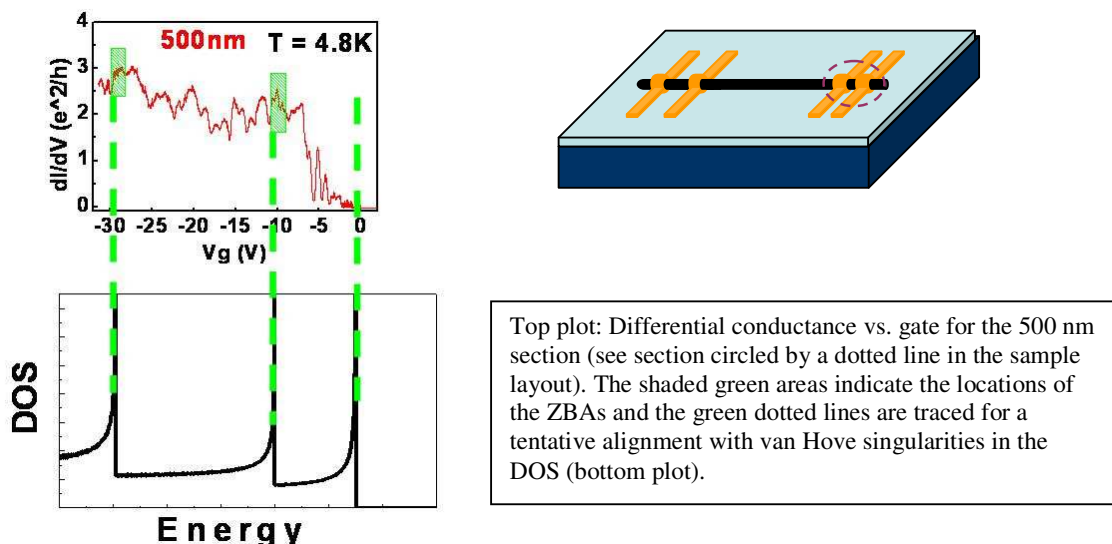 500nm T = 4.8K
dI/dV (e^2/h)
4
3
2
1
0
-30 -25 -20 -15 -10 -5 0
Vg (V)
DOS
Energy
Top plot: Differential conductance vs. gate for the 500 nm
section (see section circled by a dotted line in the sample
layout). The shaded green areas indicate the locations of
the ZBAs and the green dotted lines are traced for a
tentative alignment with van Hove singularities in the
DOS (bottom plot).